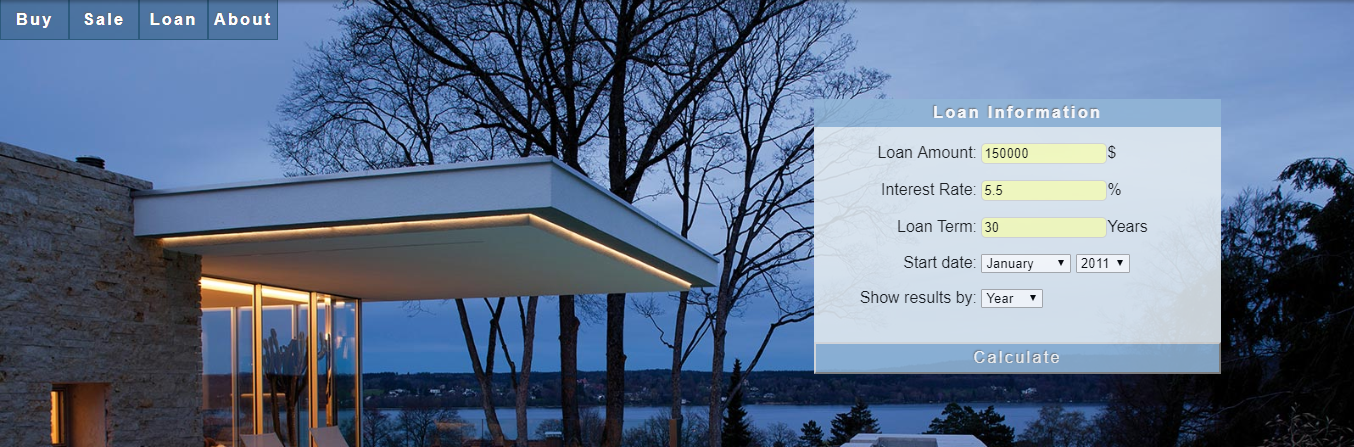 Buy Sale Loan About
Loan Information
Loan Amount: 150000 $
Interest Rate: 5.5 %
Loan Term: 30 Years
Start date: January 2011
Show results by: Year
Calculate